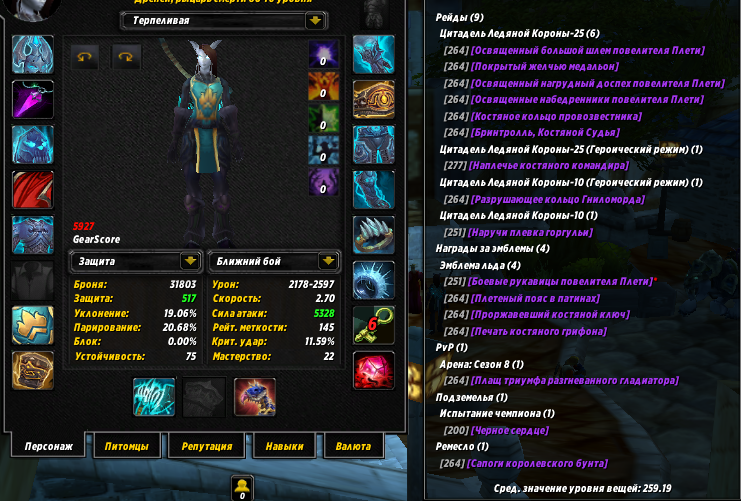 Дреней, рыцарь смерти 80-го уровня
Терпеливая
0
0
0
0
0
5927
GearScore
6
Защита
Броня: 31803
Защита: 517
Уклонение: 19.06%
Парирование: 20.68%
Блок: 0.00%
Устойчивость: 75
Ближний бой
Урон: 2178-2597
Скорость: 2.70
Сила атаки: 5328
Рейт. меткости: 145
Крит. удар: 11.59%
Мастерство: 22
Персонаж
Питомцы
Репутация
Навыки
Валюта
0
Рейды (9)
Цитадель Ледяной Короны-25 (6)
[264] [Освященный большой шлем повелителя Плети]
[264] [Покрытый желчью медальон]
[264] [Освященный нагрудный доспех повелителя Плети]
[264] [Освященные набедренники повелителя Плети]
[264] [Костяное кольцо провозвестника]
[264] [Бринтролль, Костяной Судья]
Цитадель Ледяной Короны-25 (Героический режим) (1)
[277] [Наплечье костяного командира]
Цитадель Ледяной Короны-10 (Героический режим) (1)
[264] [Разрушающее кольцо Гниломорда]
Цитадель Ледяной Короны-10 (1)
[251] [Наручи плевка горгульи]
Награды за эмблемы (4)
Эмблема льда (4)
[251] [Боевые рукавицы повелителя Плети]*
[264] [Плетеный пояс в патинах]
[264] [Проржавевший костяной ключ]
[264] [Печать костяного грифона]
PvP (1)
Арена: Сезон 8 (1)
[264] [Плащ триумфа разгневанного гладиатора]
Подземелья (1)
Испытание чемпиона (1)
[200] [Черное сердце]
Ремесло (1)
[264] [Сапоги королевского бунта]
Сред. значение уровня вещей: 259.19